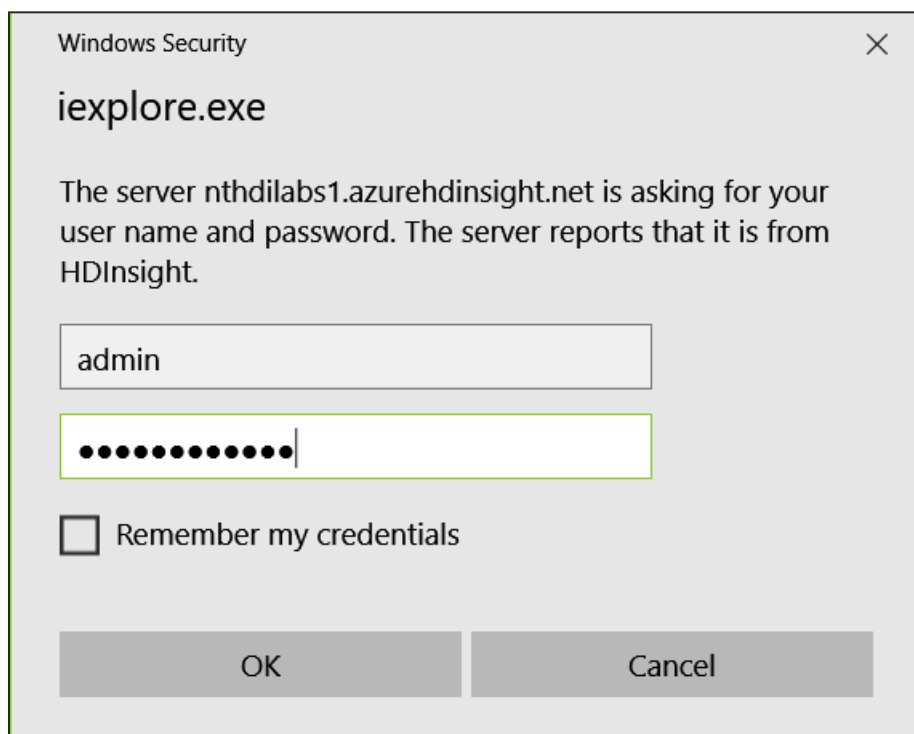 Windows Security
iexplore.exe
The server nthdilabs1.azurehdinsight.net is asking for your
user name and password. The server reports that it is from
HDInsight.
admin
●●●●●●●●●●●●
Remember my credentials
OK
Cancel